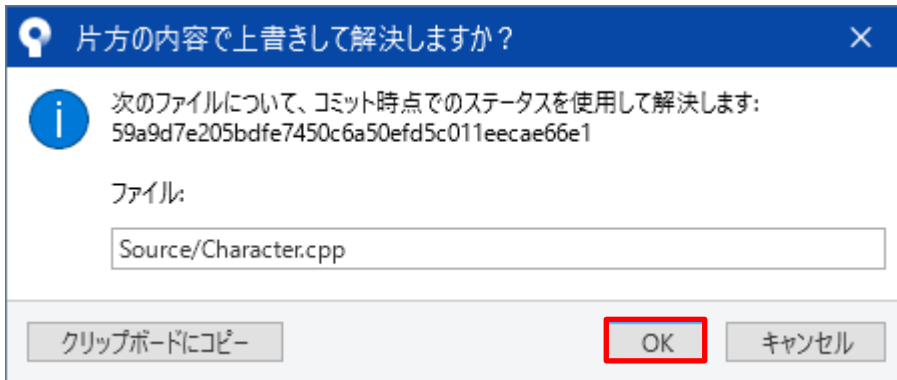 片方の内容で上書きして解決しますか？
次のファイルについて、コミット時点でのステータスを使用して解決します:
59a9d7e205bdfe7450c6a50efd5c011eecae66e1
ファイル:
Source/Character.cpp
クリップボードにコピー OK キャンセル